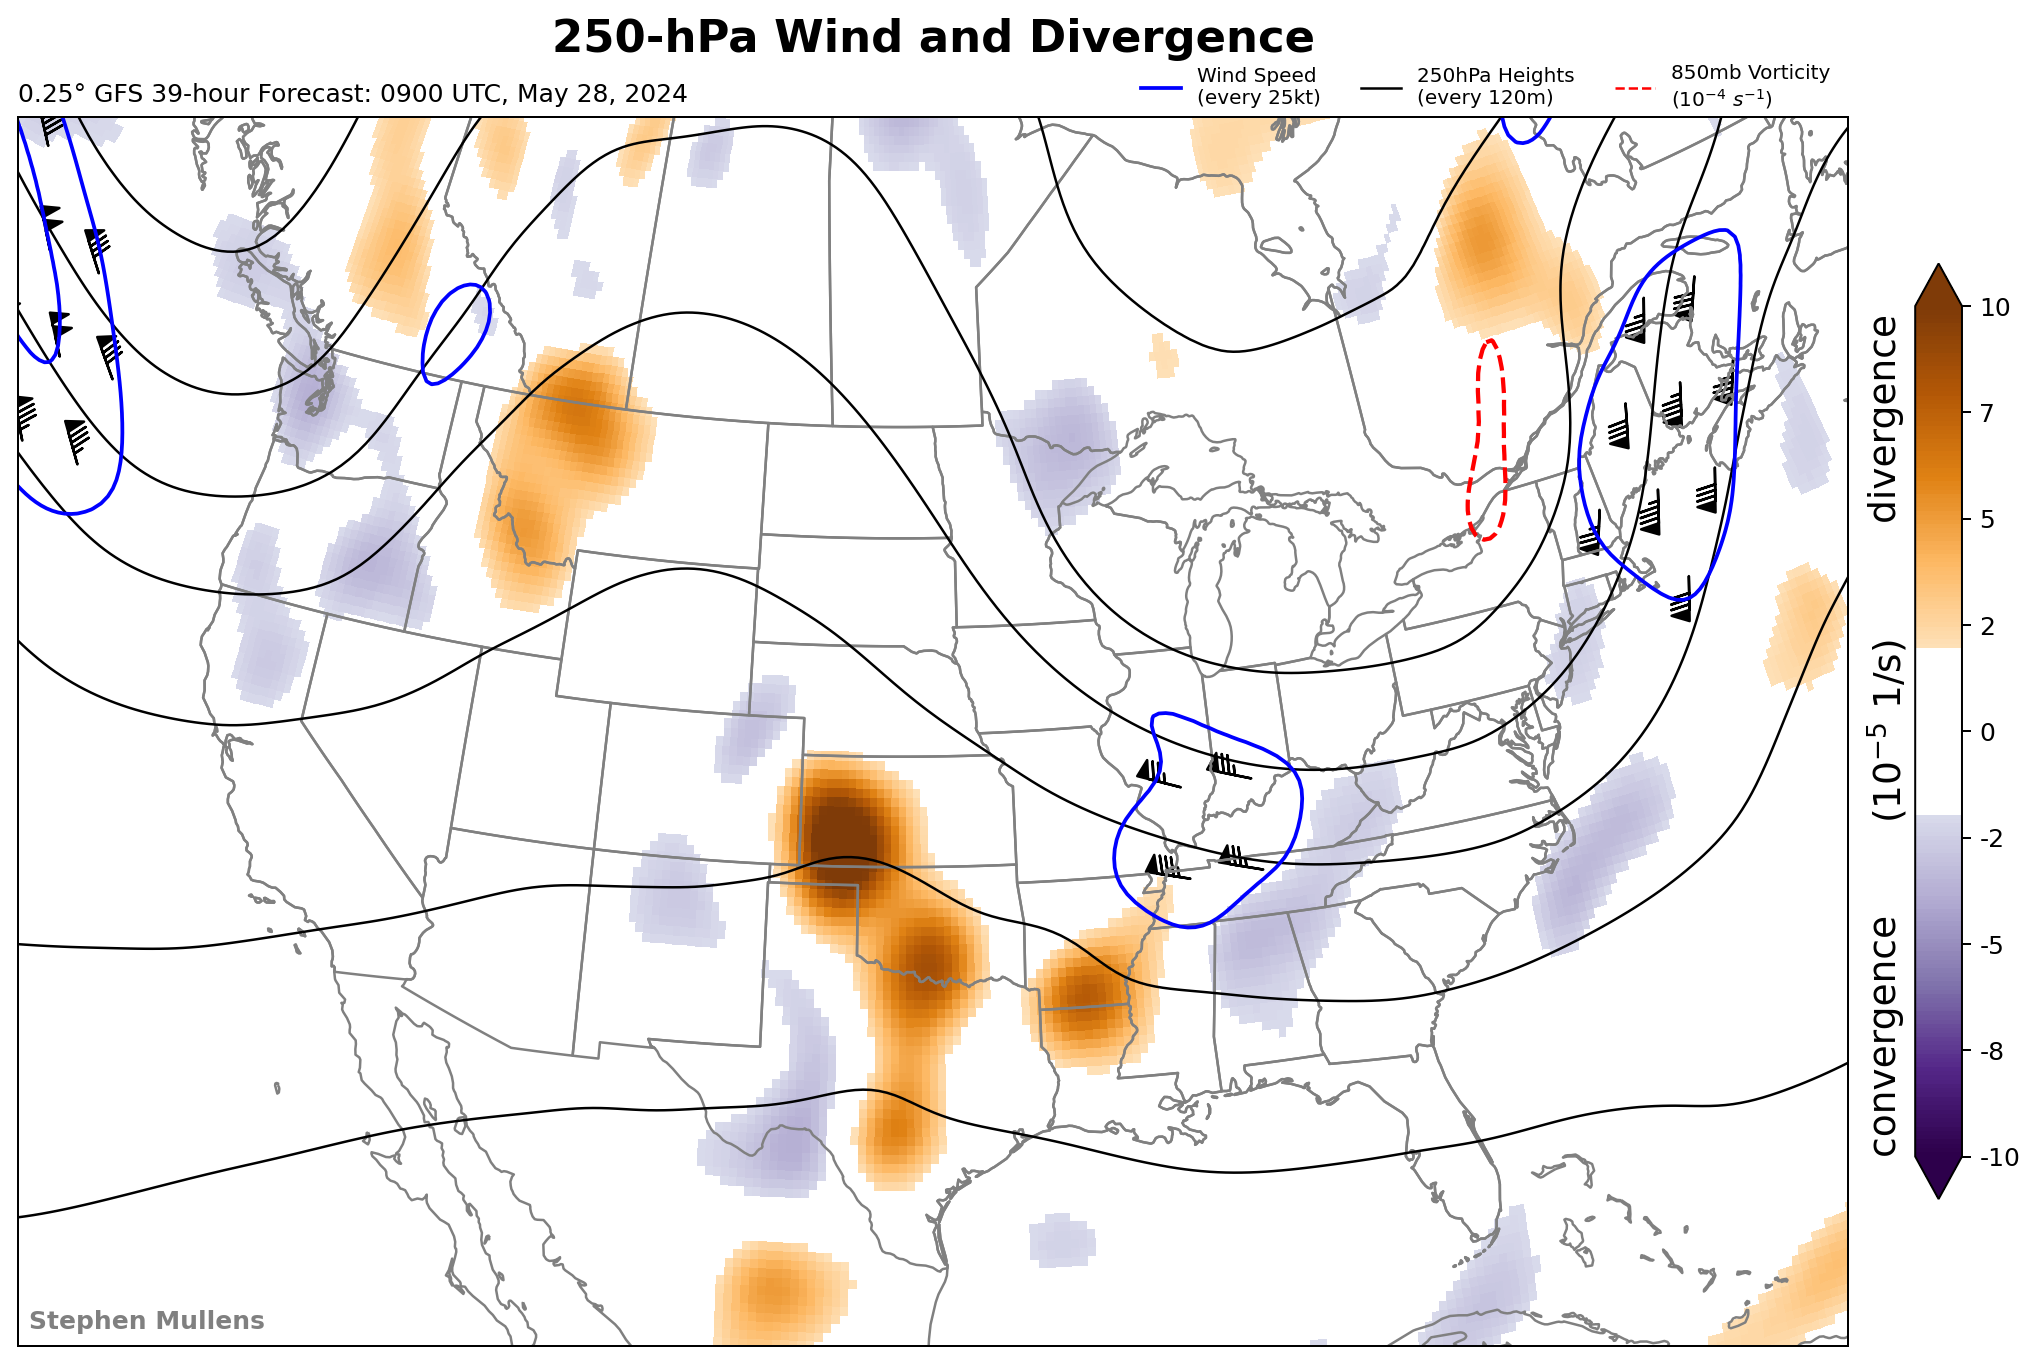 250-hPa Wind and Divergence
0.25° GFS 39-hour Forecast: 0900 UTC, May 28, 2024
Wind Speed
(every 25kt)
250hPa Heights
(every 120m)
850mb Vorticity
(10⁻⁴ s⁻¹)
10
7
5
2
0
-2
-5
-8
-10
convergence (10⁻⁵ 1/s) divergence
Stephen Mullens